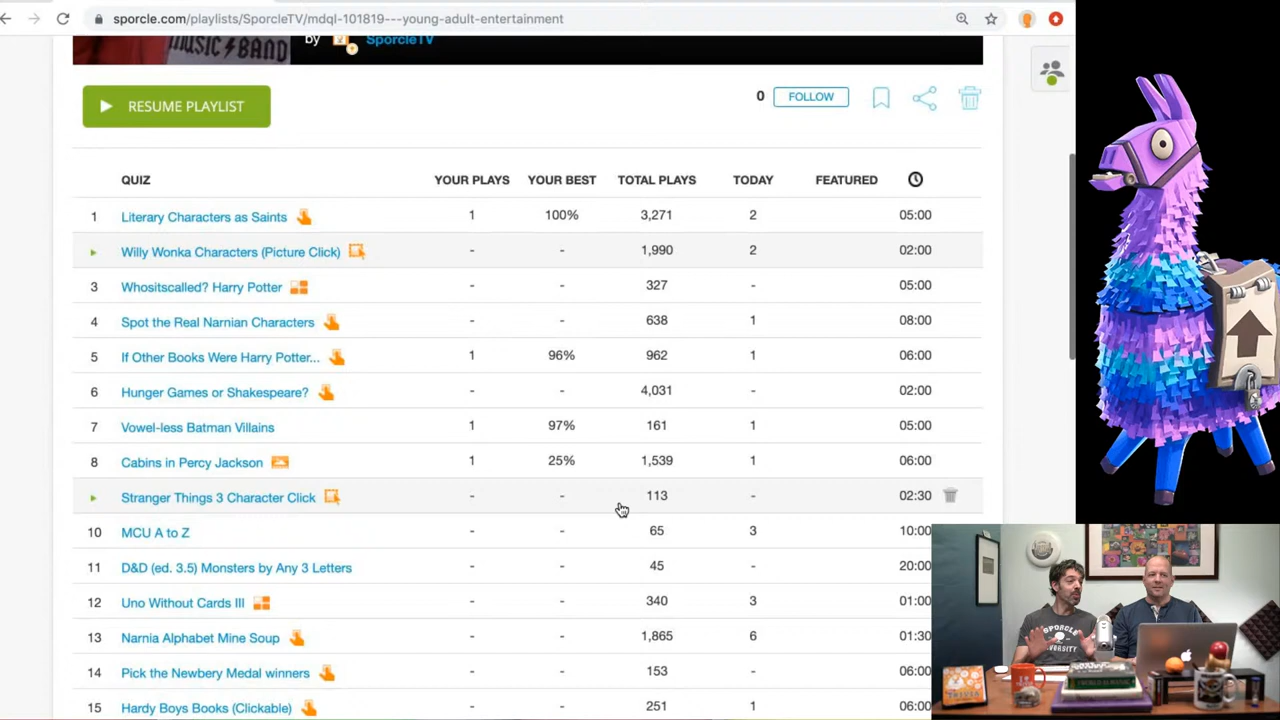 sporcle.com/playlists/SporcleTV/mdql-101819---young-adult-entertainment
MUSIC BAND
by SporcleTV
RESUME PLAYLIST
0 FOLLOW
QUIZ YOUR PLAYS YOUR BEST TOTAL PLAYS TODAY FEATURED
1 Literary Characters as Saints 1 100% 3,271 2 05:00
Willy Wonka Characters (Picture Click) - - 1,990 2 02:00
3 Whositscalled? Harry Potter - - 327 - 05:00
4 Spot the Real Narnian Characters - - 638 1 08:00
5 If Other Books Were Harry Potter... 1 96% 962 1 06:00
6 Hunger Games or Shakespeare? - - 4,031 - 02:00
7 Vowel-less Batman Villains 1 97% 161 1 05:00
8 Cabins in Percy Jackson 1 25% 1,539 1 06:00
Stranger Things 3 Character Click - - 113 - 02:30
10 MCU A to Z - - 65 3 10:00
11 D&D (ed. 3.5) Monsters by Any 3 Letters - - 45 - 20:00
12 Uno Without Cards III - - 340 3 01:00
13 Narnia Alphabet Mine Soup - - 1,865 6 01:30
14 Pick the Newbery Medal winners - - 153 - 06:00
15 Hardy Boys Books (Clickable) - - 251 1 06:00
SPORCLE
UNIVERSITY